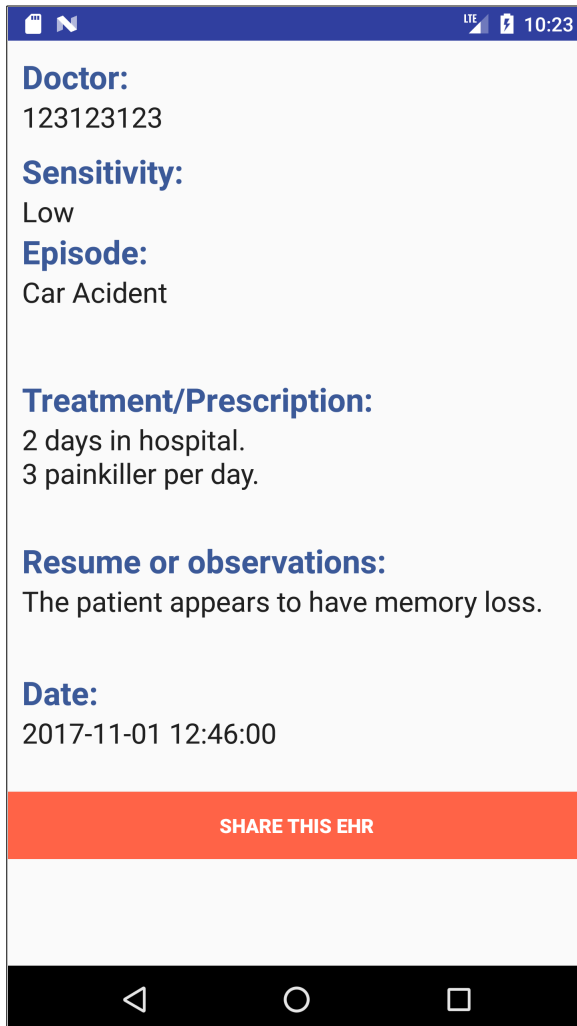 LTE 10:23
Doctor:
123123123
Sensitivity:
Low
Episode:
Car Acident
Treatment/Prescription:
2 days in hospital.
3 painkiller per day.
Resume or observations:
The patient appears to have memory loss.
Date:
2017-11-01 12:46:00
SHARE THIS EHR